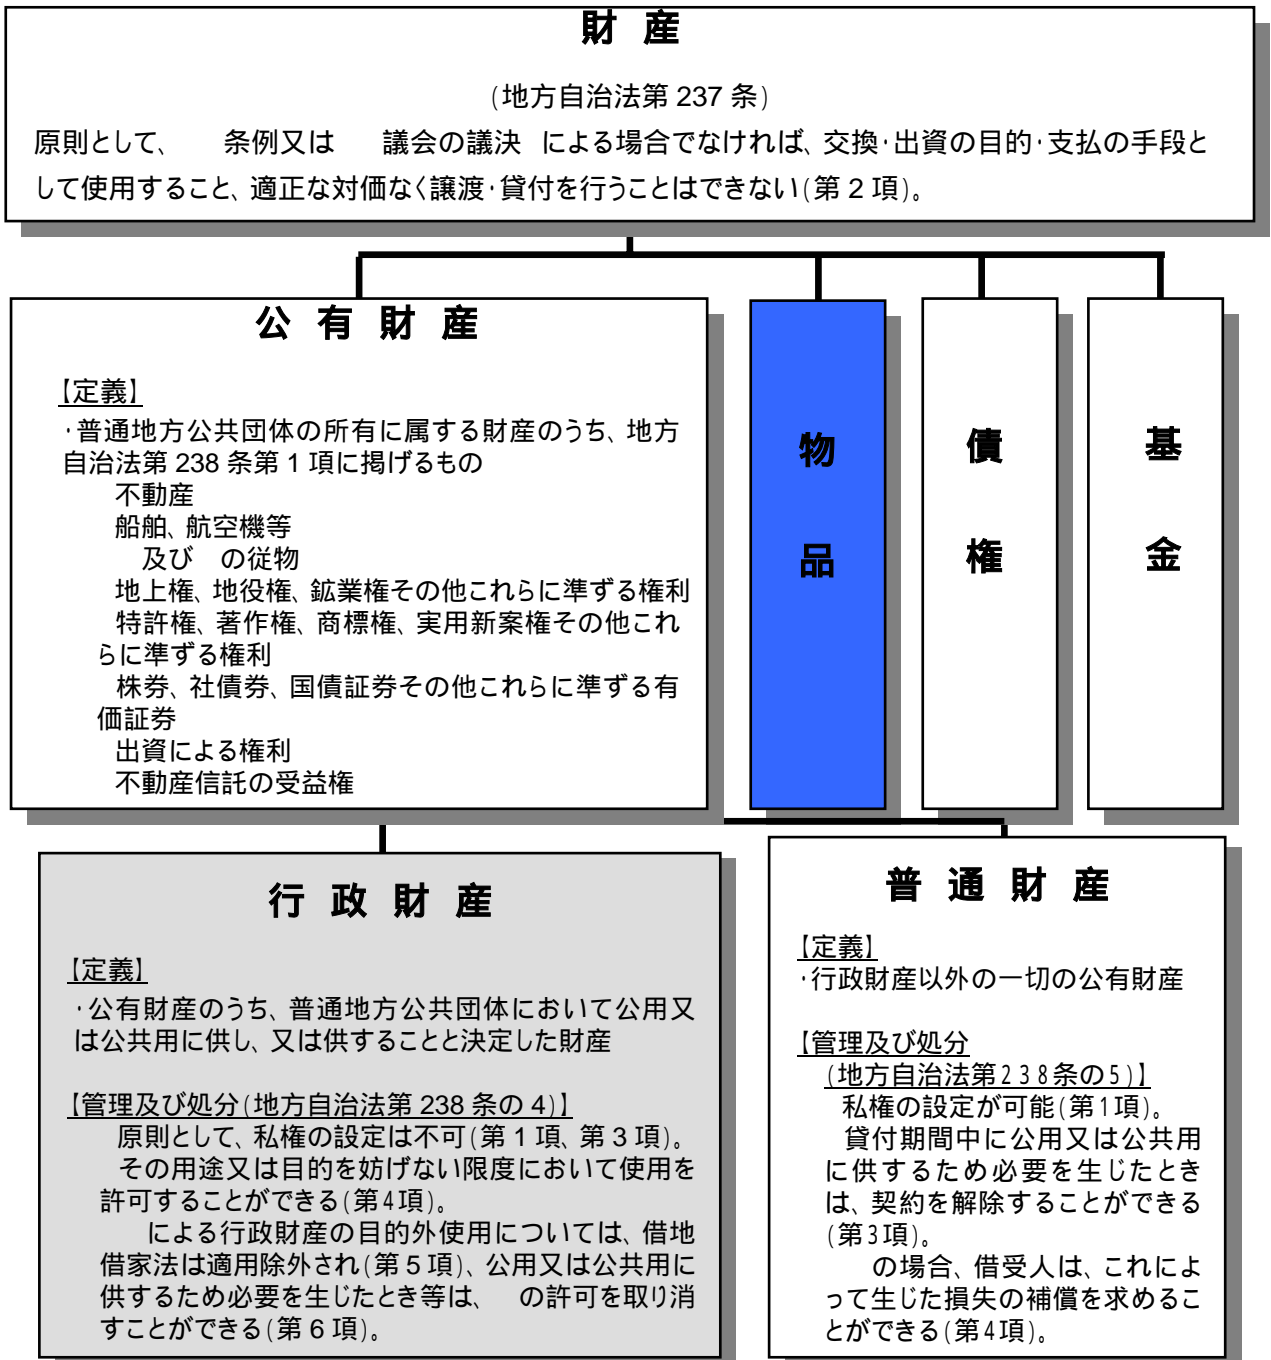 財 産
(地方自治法第 237 条)
原則として、 条例又は 議会の議決 による場合でなければ、交換・出資の目的・支払の手段と
して使用すること、適正な対価なく譲渡・貸付を行うことはできない(第 2 項)。
公 有 財 産
【定義】
・普通地方公共団体の所有に属する財産のうち、地方
自治法第 238 条第 1 項に掲げるもの
不動産
船舶、航空機等
及び の従物
地上権、地役権、鉱業権その他これらに準ずる権利
特許権、著作権、商標権、実用新案権その他これ
らに準ずる権利
株券、社債券、国債証券その他これらに準ずる有
価証券
出資による権利
不動産信託の受益権
物品
債権
基金
行 政 財 産
【定義】
・公有財産のうち、普通地方公共団体において公用又
は公共用に供し、又は供することと決定した財産
【管理及び処分(地方自治法第 238 条の 4)】
原則として、私権の設定は不可(第 1 項、第 3 項)。
その用途又は目的を妨げない限度において使用を
許可することができる(第4項)。
による行政財産の目的外使用については、借地
借家法は適用除外され(第 5 項)、公用又は公共用に
供するため必要を生じたとき等は、 の許可を取り消
すことができる(第 6 項)。
普 通 財 産
【定義】
・行政財産以外の一切の公有財産
【管理及び処分
(地方自治法第238条の5)】
私権の設定が可能(第1項)。
貸付期間中に公用又は公共用
に供するため必要を生じたとき
は、契約を解除することができる
(第3項)。
の場合、借受人は、これによ
って生じた損失の補償を求めるこ
とができる(第4項)。